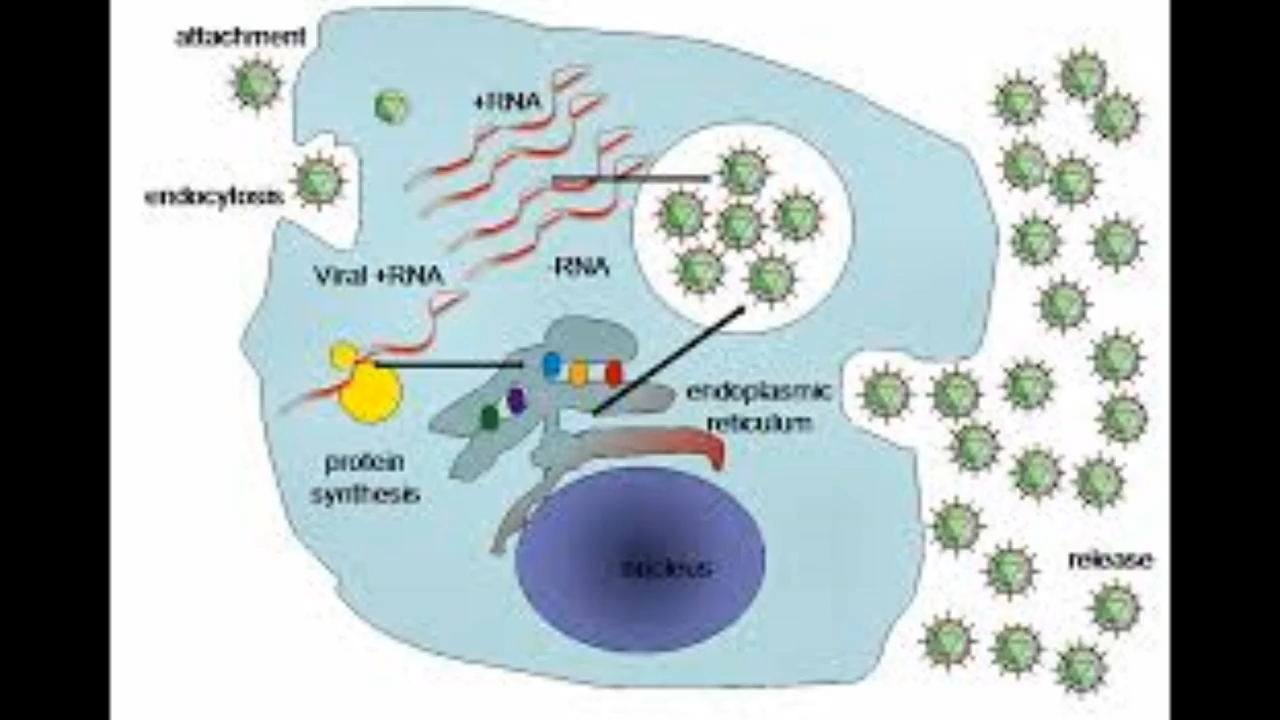 attachment
+RNA
endocytosis
Viral +RNA
-RNA
endoplasmic
reticulum
protein
synthesis
release
nucleus